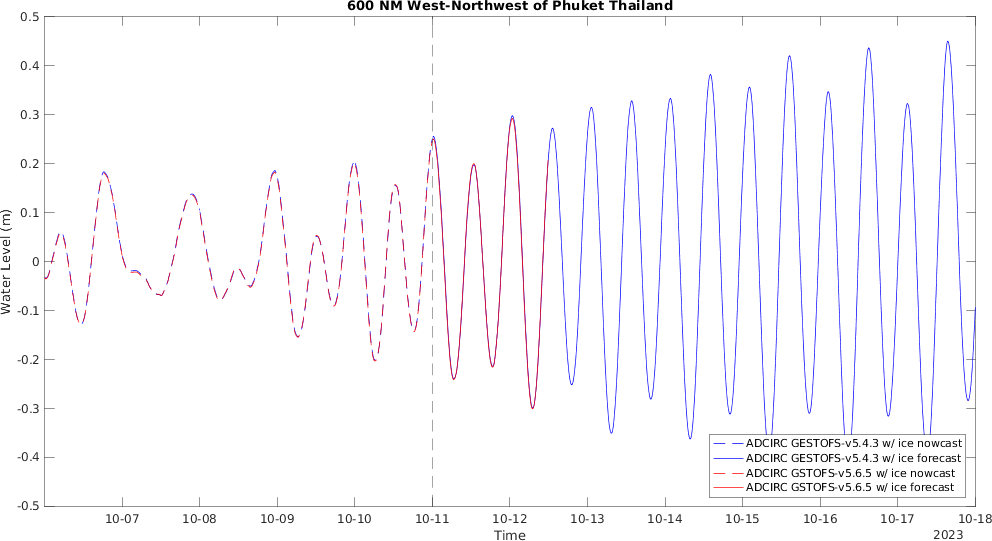 600 NM West-Northwest of Phuket Thailand
0.5
0.4
0.3
0.2
0.1
0
-0.1
-0.2
-0.3
-0.4
-0.5
Water Level (m)
ADCIRC GESTOFS-v5.4.3 w/ ice nowcast
ADCIRC GESTOFS-v5.4.3 w/ ice forecast
ADCIRC GSTOFS-v5.6.5 w/ ice nowcast
ADCIRC GSTOFS-v5.6.5 w/ ice forecast
10-07 10-08 10-09 10-10 10-11 10-12 10-13 10-14 10-15 10-16 10-17 10-18
Time
2023